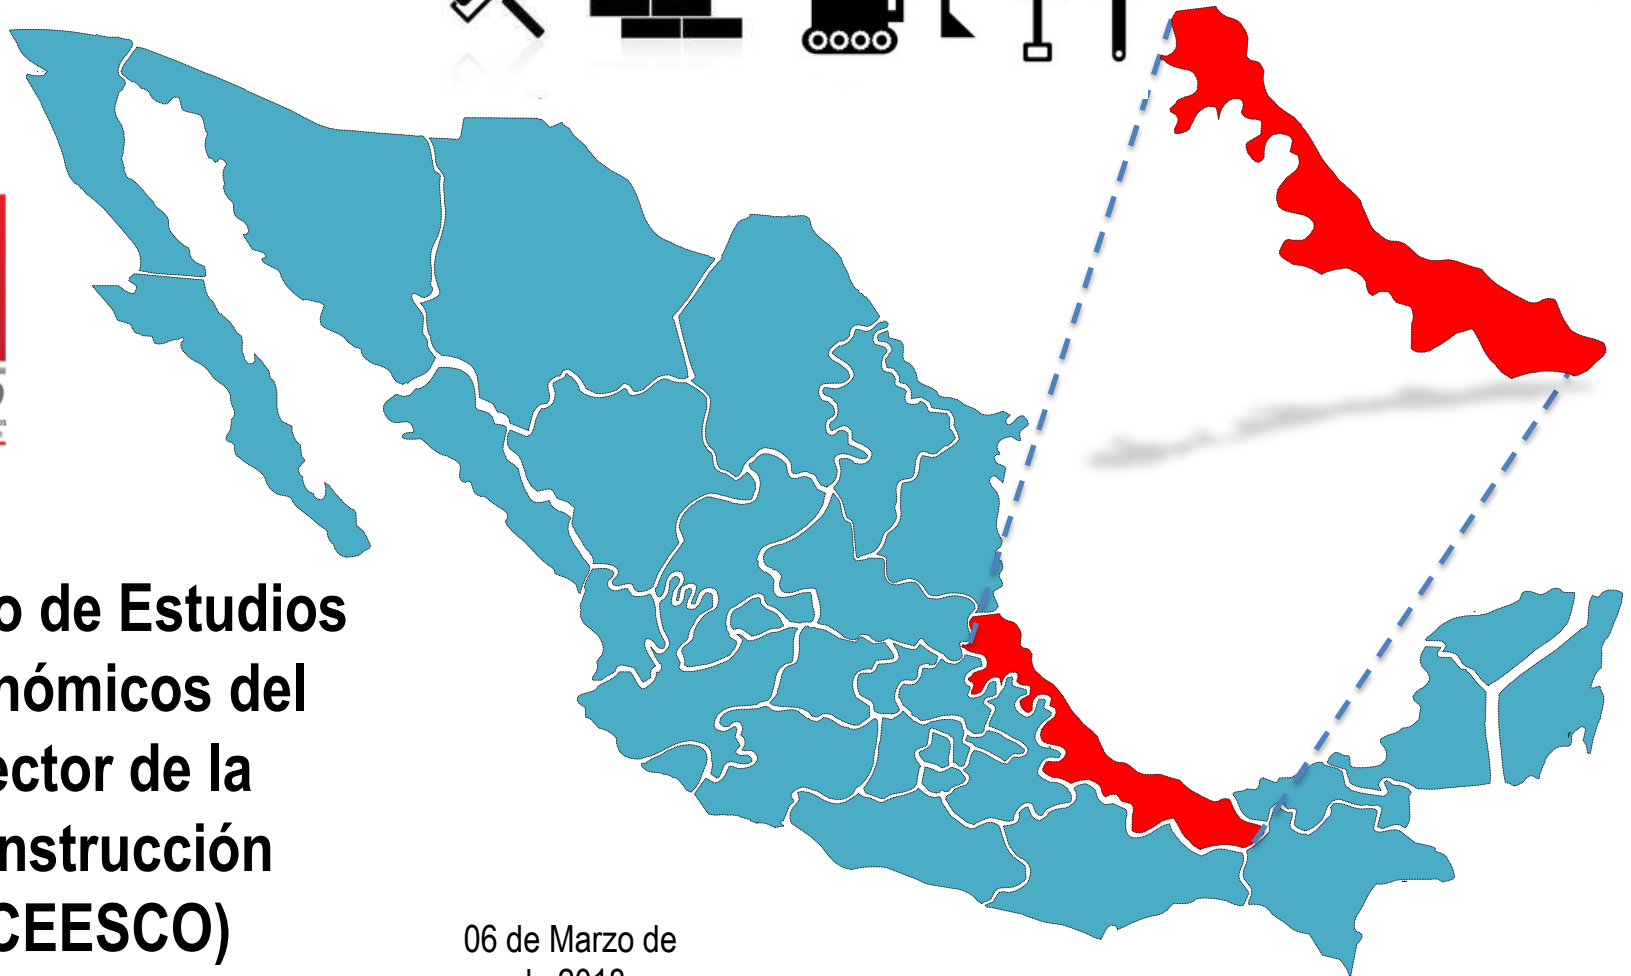 o de Estudios
nómicos del
ector de la
nstrucción
CEESCO)
06 de Marzo de